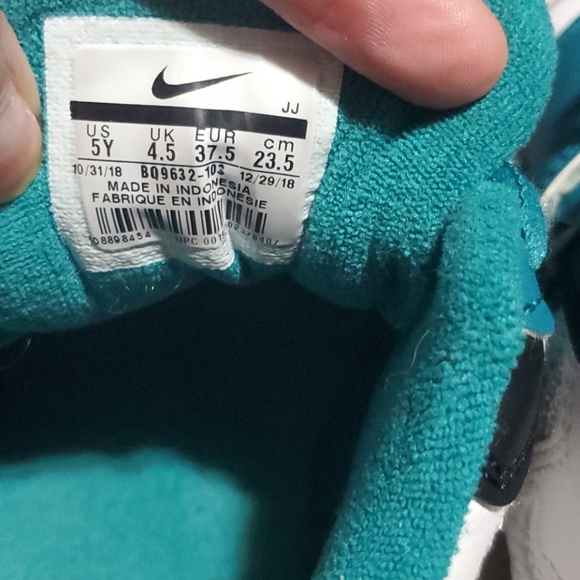 JJ
US UK EUR cm
5Y 4.5 37.5 23.5
10/31/18 BQ9632-103 12/29/18
MADE IN INDONESIA
FABRIQUE EN INDONESIE
UPC